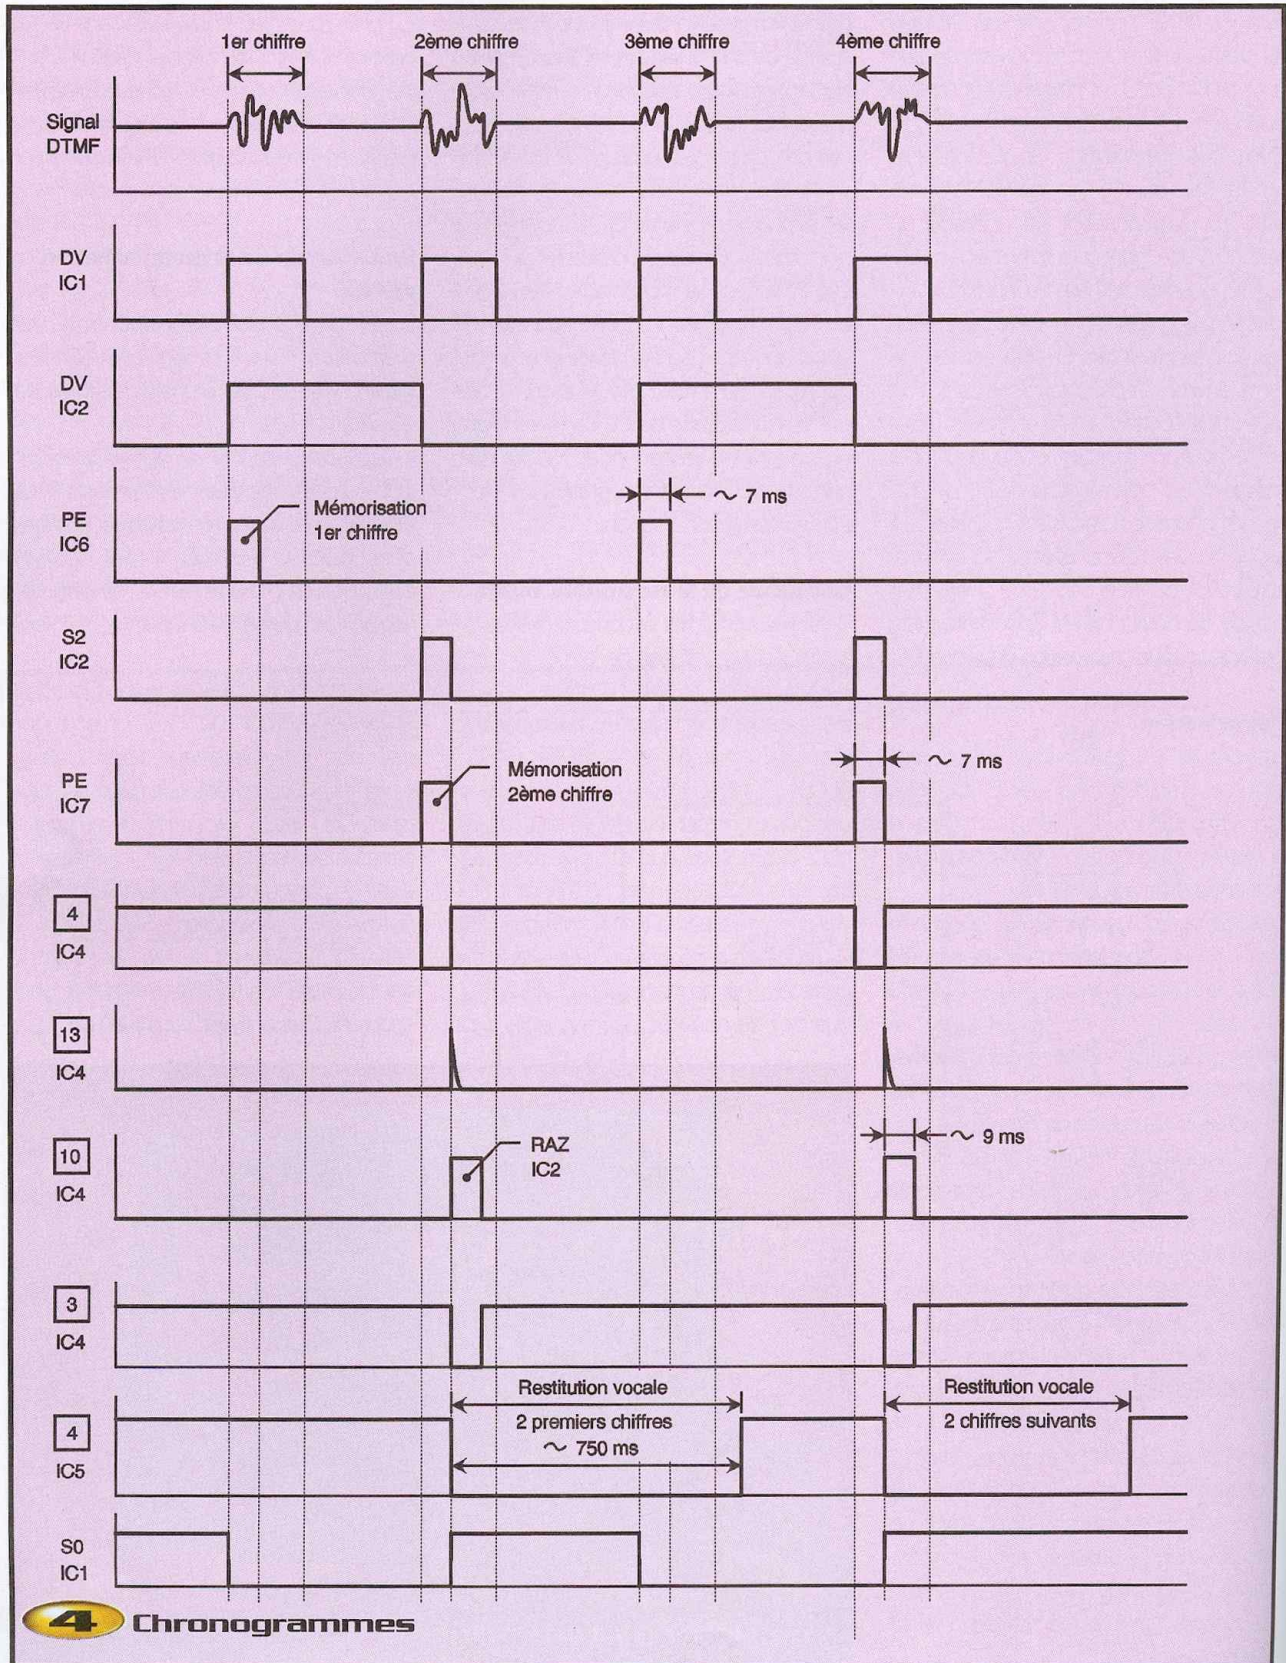 1er chiffre
2ème chiffre
3ème chiffre
4ème chiffre
Signal
DTMF
DV
IC1
DV
IC2
PE
IC6
Mémorisation
1er chiffre
~ 7 ms
S2
IC2
PE
IC7
Mémorisation
2ème chiffre
~ 7 ms
4
IC4
13
IC4
10
IC4
RAZ
IC2
~ 9 ms
3
IC4
4
IC5
Restitution vocale
2 premiers chiffres
~ 750 ms
Restitution vocale
2 chiffres suivants
S0
IC1
4 Chronogrammes